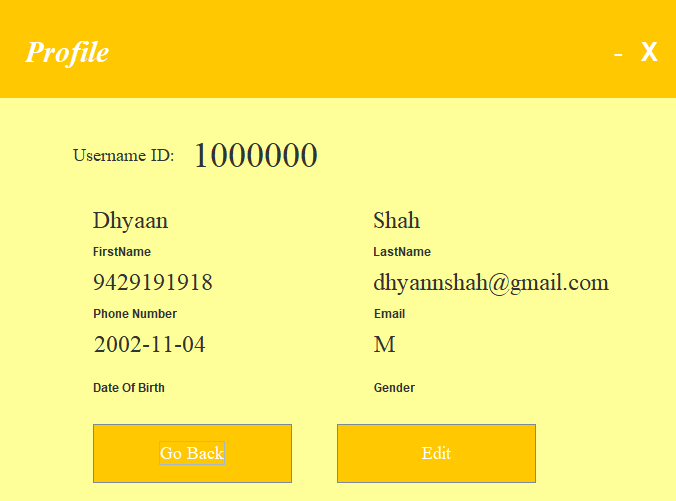 Profile - X
Username ID: 1000000
Dhyaan Shah
FirstName LastName
9429191918 dhyannshah@gmail.com
Phone Number Email
2002-11-04 M
Date Of Birth Gender
Go Back Edit